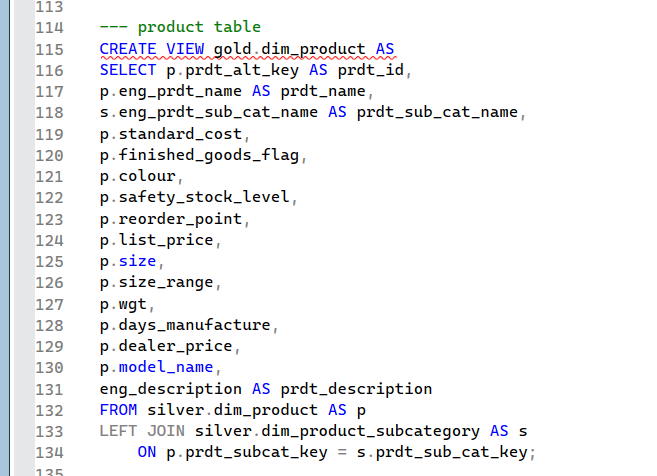 113
114 --- product table
115 CREATE VIEW gold.dim_product AS
116 SELECT p.prdt_alt_key AS prdt_id,
117 p.eng_prdt_name AS prdt_name,
118 s.eng_prdt_sub_cat_name AS prdt_sub_cat_name,
119 p.standard_cost,
120 p.finished_goods_flag,
121 p.colour,
122 p.safety_stock_level,
123 p.reorder_point,
124 p.list_price,
125 p.size,
126 p.size_range,
127 p.wgt,
128 p.days_manufacture,
129 p.dealer_price,
130 p.model_name,
131 eng_description AS prdt_description
132 FROM silver.dim_product AS p
133 LEFT JOIN silver.dim_product_subcategory AS s
134     ON p.prdt_subcat_key = s.prdt_sub_cat_key;
135